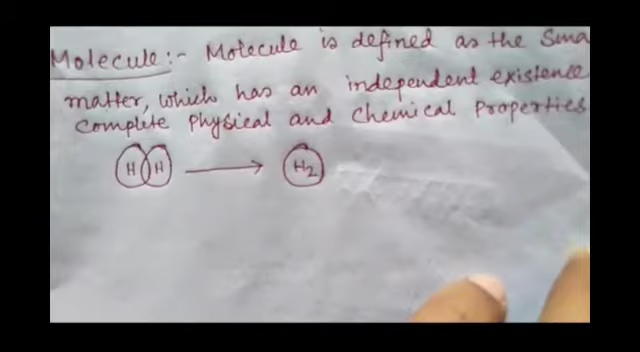 Molecule:- Molecule is defined as the Sma
matter, which has an independent existence
complete physical and chemical properties
H H → H2